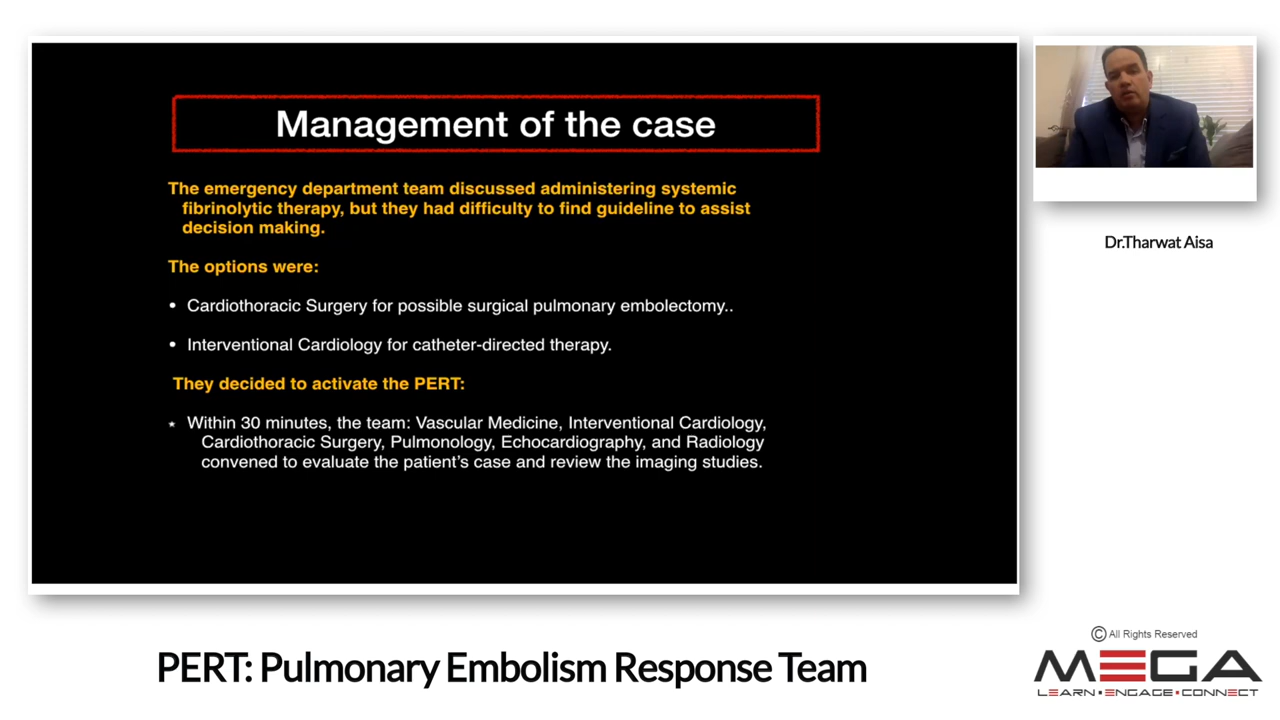 Management of the case
The emergency department team discussed administering systemic
fibrinolytic therapy, but they had difficulty to find guideline to assist
decision making.
The options were:
• Cardiothoracic Surgery for possible surgical pulmonary embolectomy..
• Interventional Cardiology for catheter-directed therapy.
They decided to activate the PERT:
⋆ Within 30 minutes, the team: Vascular Medicine, Interventional Cardiology,
Cardiothoracic Surgery, Pulmonology, Echocardiography, and Radiology
convened to evaluate the patient's case and review the imaging studies.
Dr.Tharwat Aisa
PERT: Pulmonary Embolism Response Team
© All Rights Reserved
MEGA
LEARN • ENGAGE • CONNECT